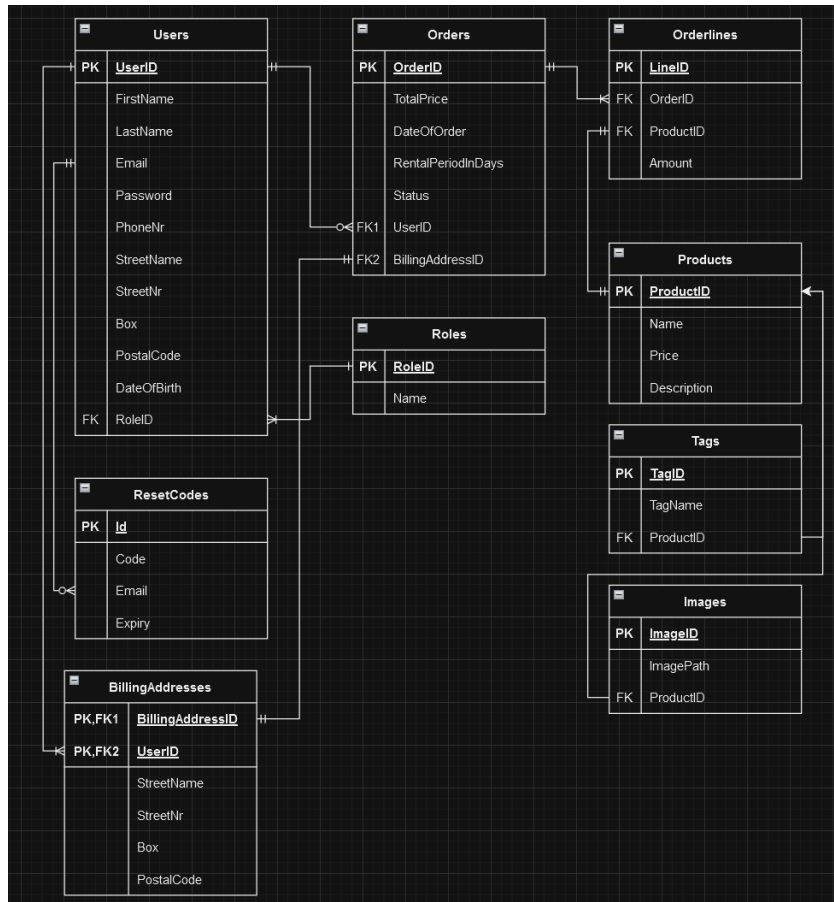 Users
PK UserID
FirstName
LastName
Email
Password
PhoneNr
StreetName
StreetNr
Box
PostalCode
DateOfBirth
FK RoleID
Orders
PK OrderID
TotalPrice
DateOfOrder
RentalPeriodInDays
Status
FK1 UserID
FK2 BillingAddressID
Orderlines
PK LineID
FK OrderID
FK ProductID
Amount
Products
PK ProductID
Name
Price
Description
Roles
PK RoleID
Name
Tags
PK TagID
TagName
FK ProductID
ResetCodes
PK Id
Code
Email
Expiry
Images
PK ImageID
ImagePath
FK ProductID
BillingAddresses
PK,FK1 BillingAddressID
PK,FK2 UserID
StreetName
StreetNr
Box
PostalCode